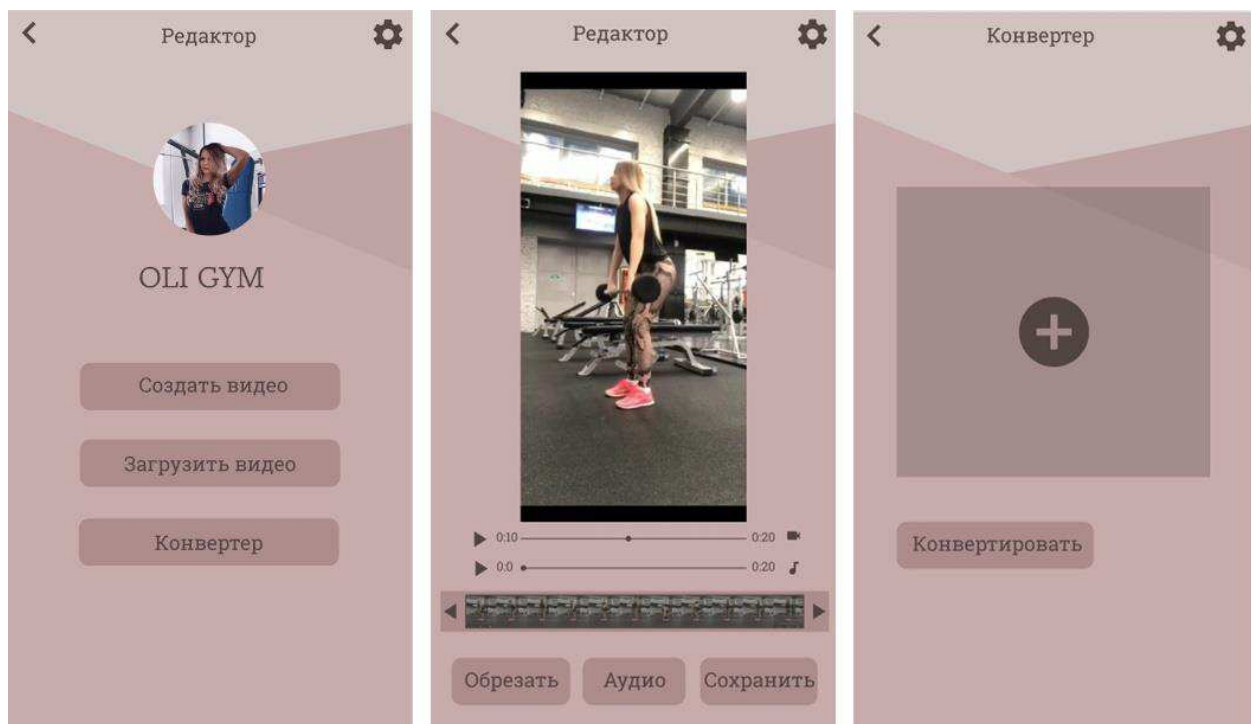 Редактор
OLI GYM
Создать видео
Загрузить видео
Конвертер
Редактор
0:10
0:20
0:0
0:20
Обрезать
Аудио
Сохранить
Конвертер
Конвертировать